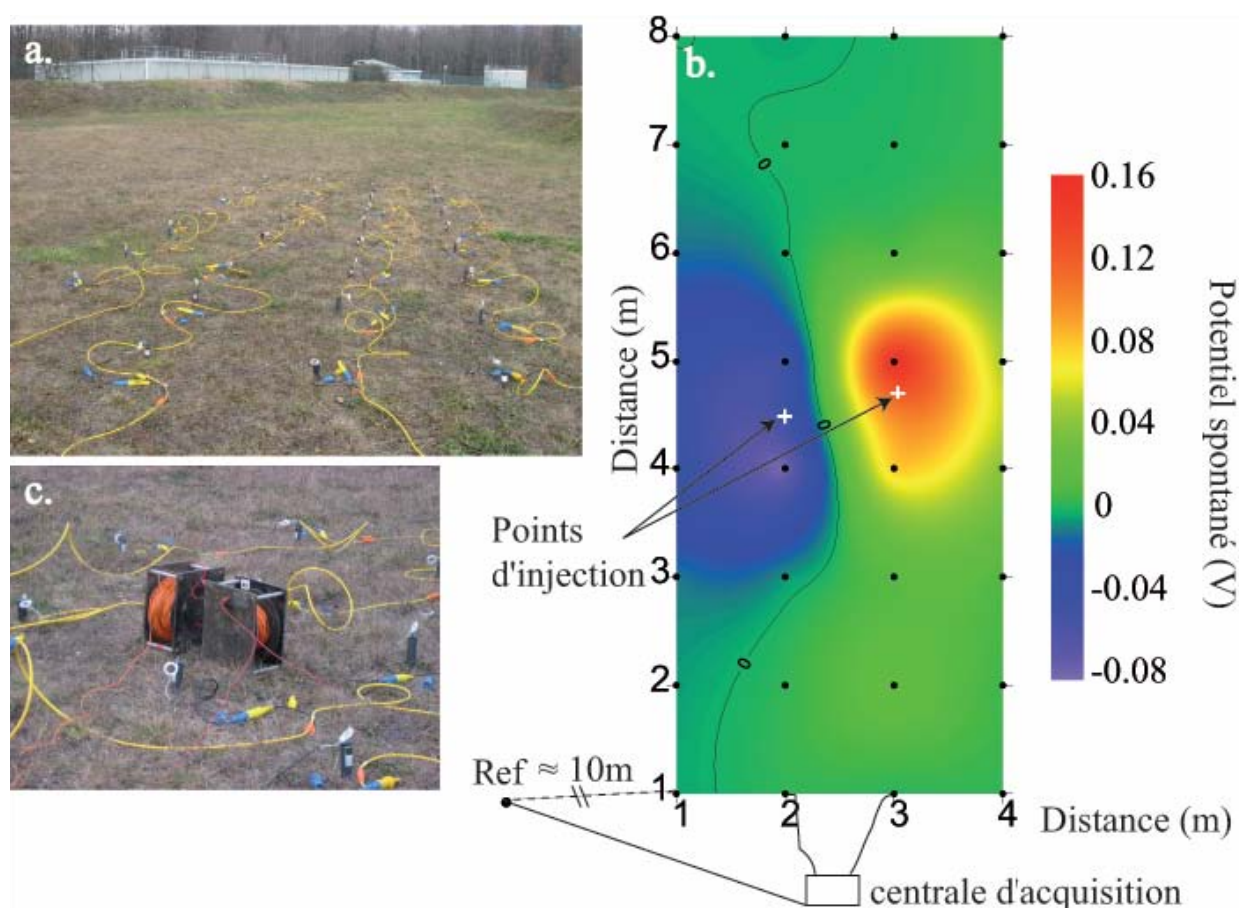 a.
b.
c.
8
7
6
5
4
3
2
1
Distance (m)
0
0
0
Points
d'injection
Ref ≈ 10m
1 2 3 4
Distance (m)
centrale d'acquisition
0.16
0.12
0.08
0.04
0
-0.04
-0.08
Potentiel spontané (V)